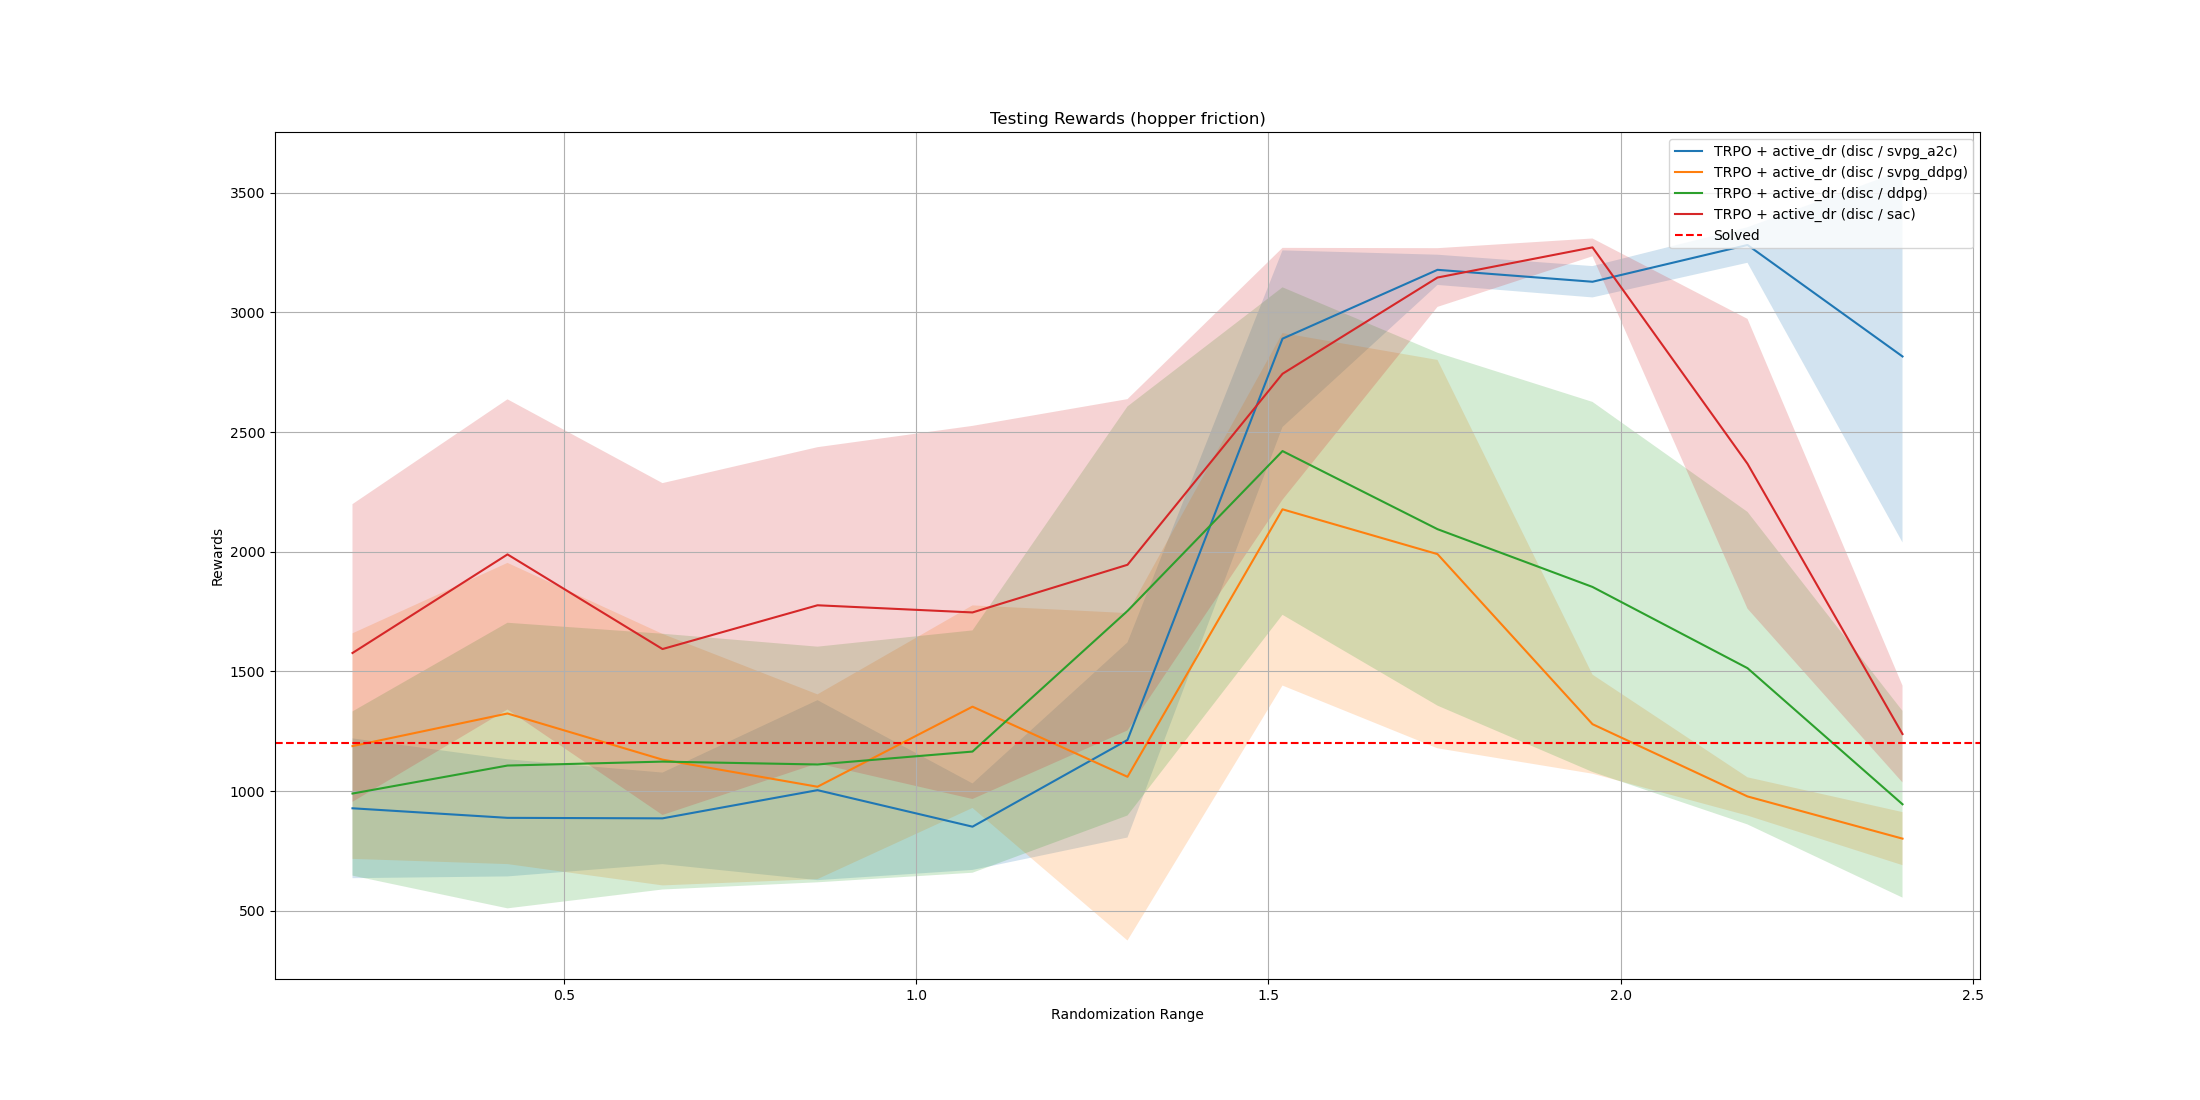 Testing Rewards (hopper friction)
TRPO + active_dr (disc / svpg_a2c)
TRPO + active_dr (disc / svpg_ddpg)
TRPO + active_dr (disc / ddpg)
TRPO + active_dr (disc / sac)
Solved
3500
3000
2500
2000
1500
1000
500
Rewards
0.5 1.0 1.5 2.0 2.5
Randomization Range